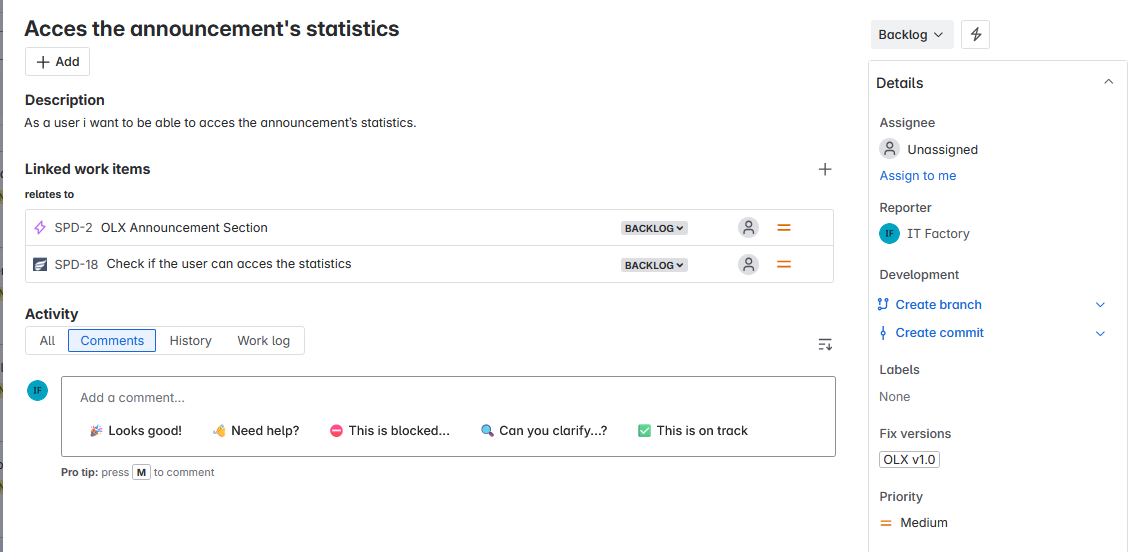 Acces the announcement's statistics
Add
Description
As a user i want to be able to acces the announcement's statistics.
Linked work items
relates to
SPD-2 OLX Announcement Section BACKLOG
SPD-18 Check if the user can acces the statistics BACKLOG
Activity
All Comments History Work log
IF
Add a comment...
Looks good! Need help? This is blocked... Can you clarify...? This is on track
Pro tip: press M to comment
Backlog
Details
Assignee
Unassigned
Assign to me
Reporter
IF IT Factory
Development
Create branch
Create commit
Labels
None
Fix versions
OLX v1.0
Priority
Medium